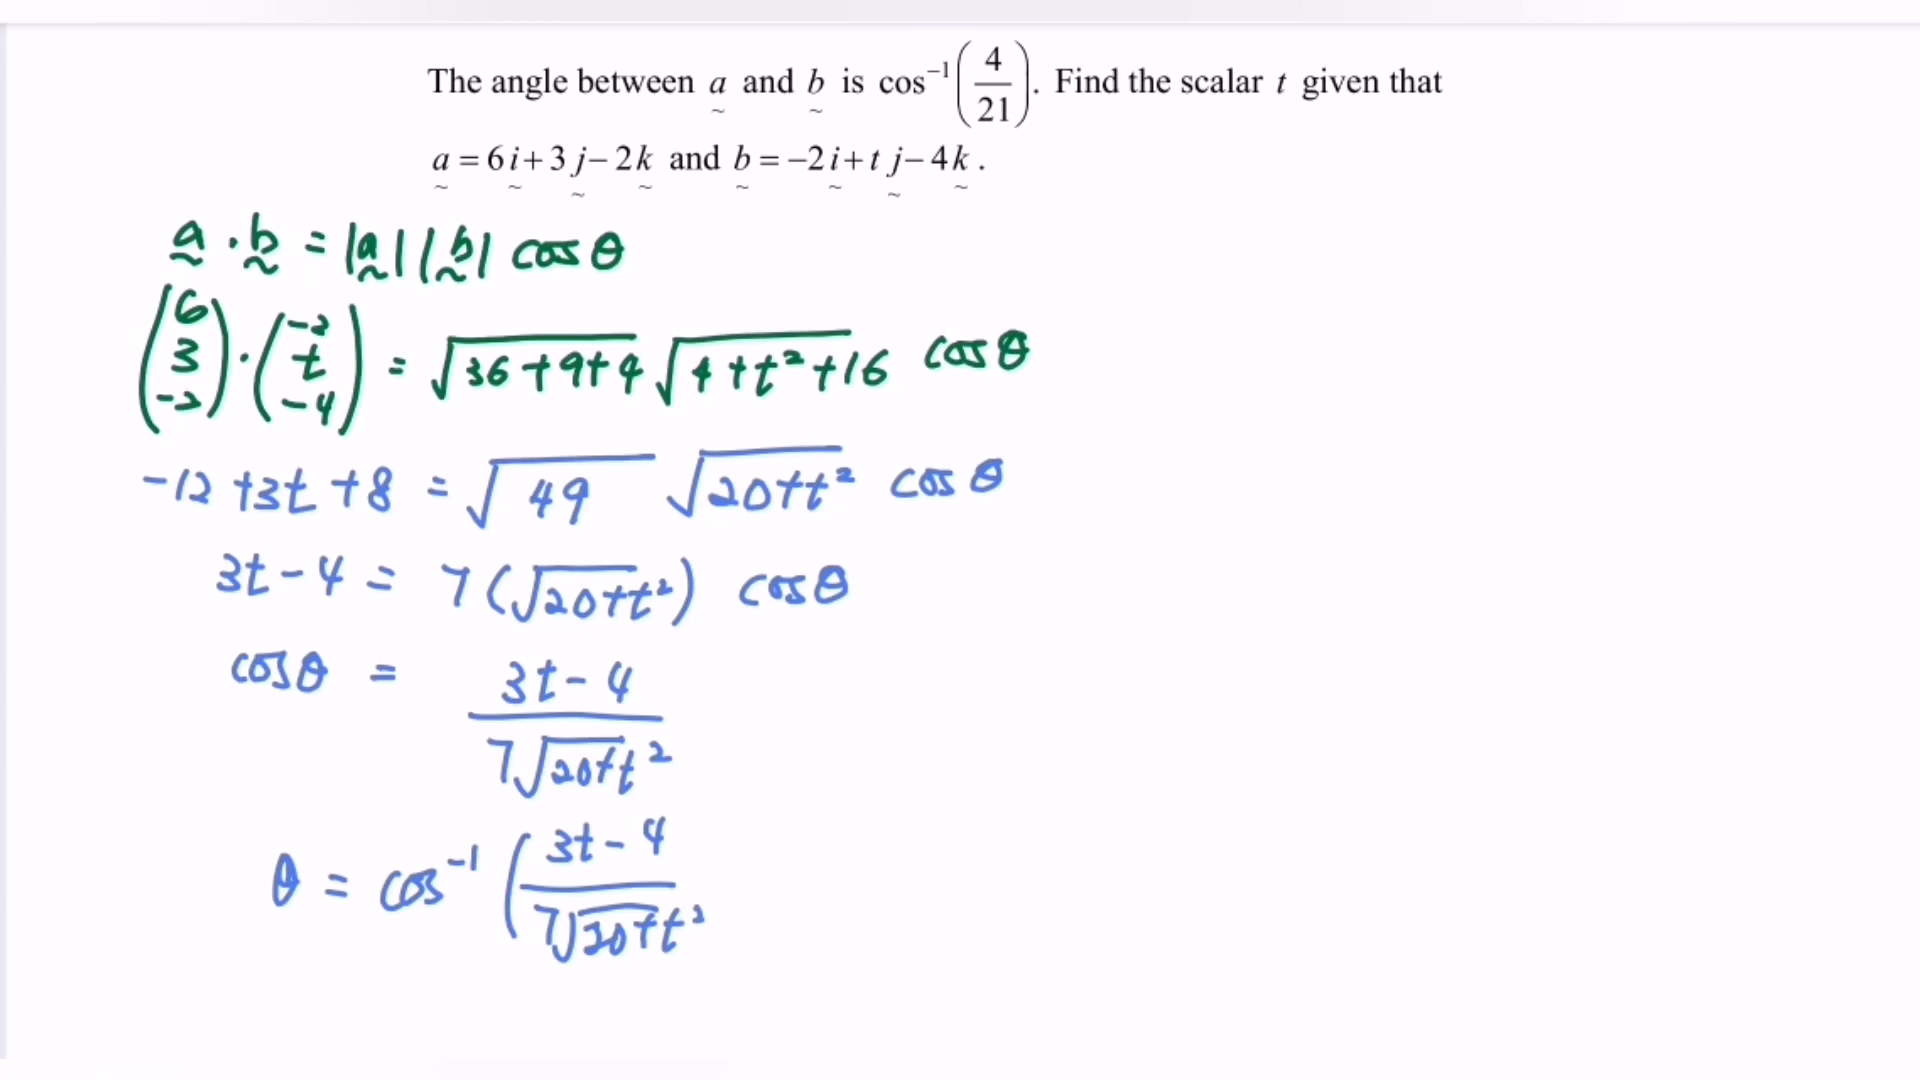 The angle between a and b is cos⁻¹(4/21). Find the scalar t given that
a = 6i + 3j − 2k and b = −2i + t j − 4k.
a · b = |a| |b| cos θ
(6 3 −2) · (−2 t −4) = √(36+9+4) √(4+t²+16) cos θ
−12 + 3t + 8 = √49 √(20+t²) cos θ
3t − 4 = 7(√(20+t²)) cos θ
cos θ = (3t − 4)/(7√(20+t²))
θ = cos⁻¹ ( (3t − 4)/(7√(20+t²))